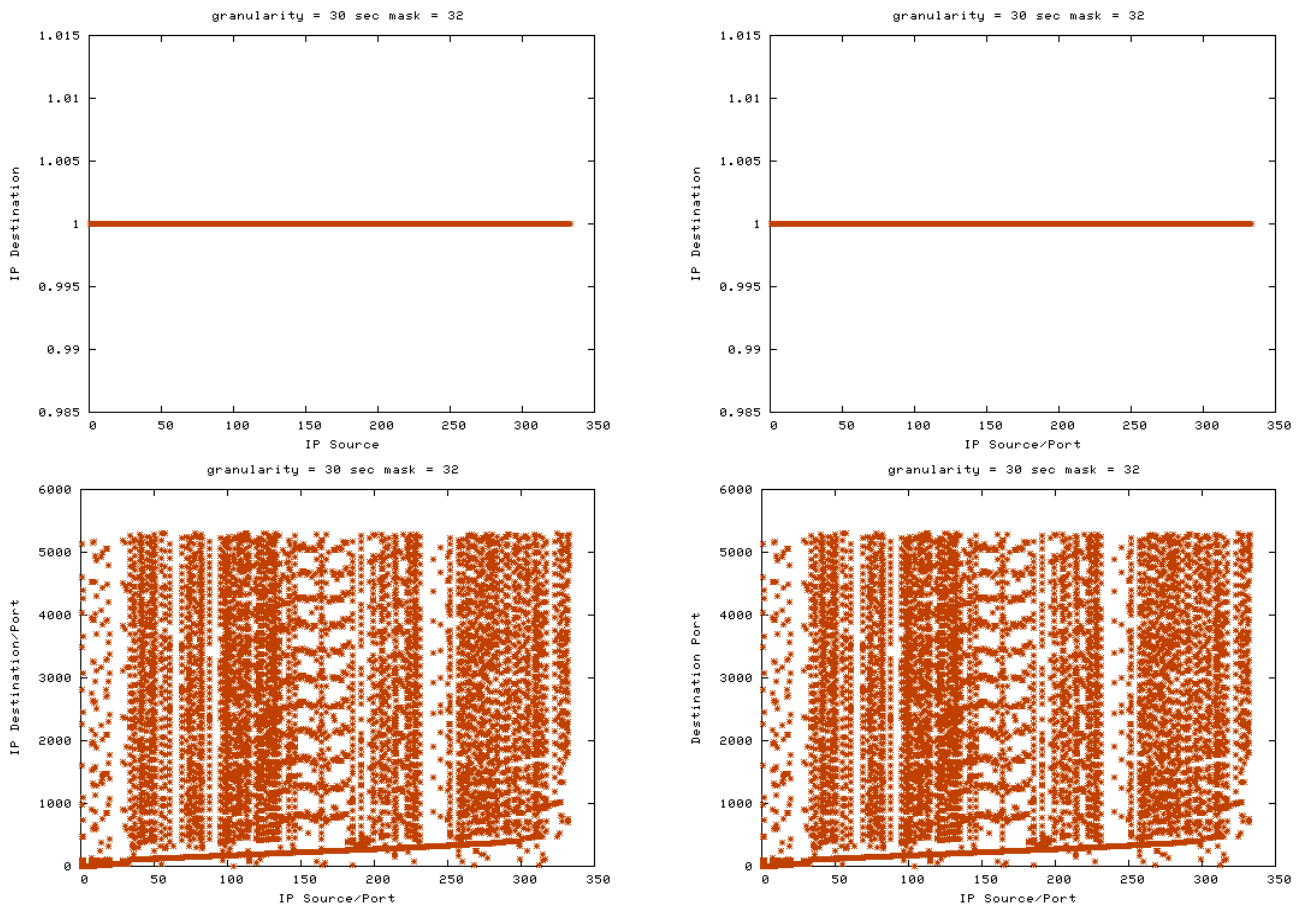 granularity = 30 sec mask = 32
1.015
1.01
1.005
1
0.995
0.99
0.985
IP Destination
0 50 100 150 200 250 300 350
IP Source
granularity = 30 sec mask = 32
1.015
1.01
1.005
1
0.995
0.99
0.985
IP Destination
0 50 100 150 200 250 300 350
IP Source/Port
granularity = 30 sec mask = 32
6000
5000
4000
3000
2000
1000
0
IP Destination/Port
0 50 100 150 200 250 300 350
IP Source/Port
granularity = 30 sec mask = 32
6000
5000
4000
3000
2000
1000
0
Destination Port
0 50 100 150 200 250 300 350
IP Source/Port